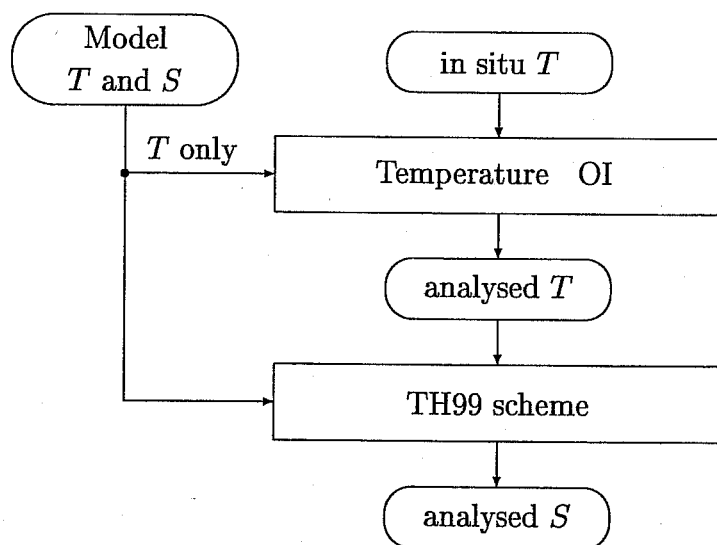 Model
T and S
in situ T
T only
Temperature OI
analysed T
TH99 scheme
analysed S